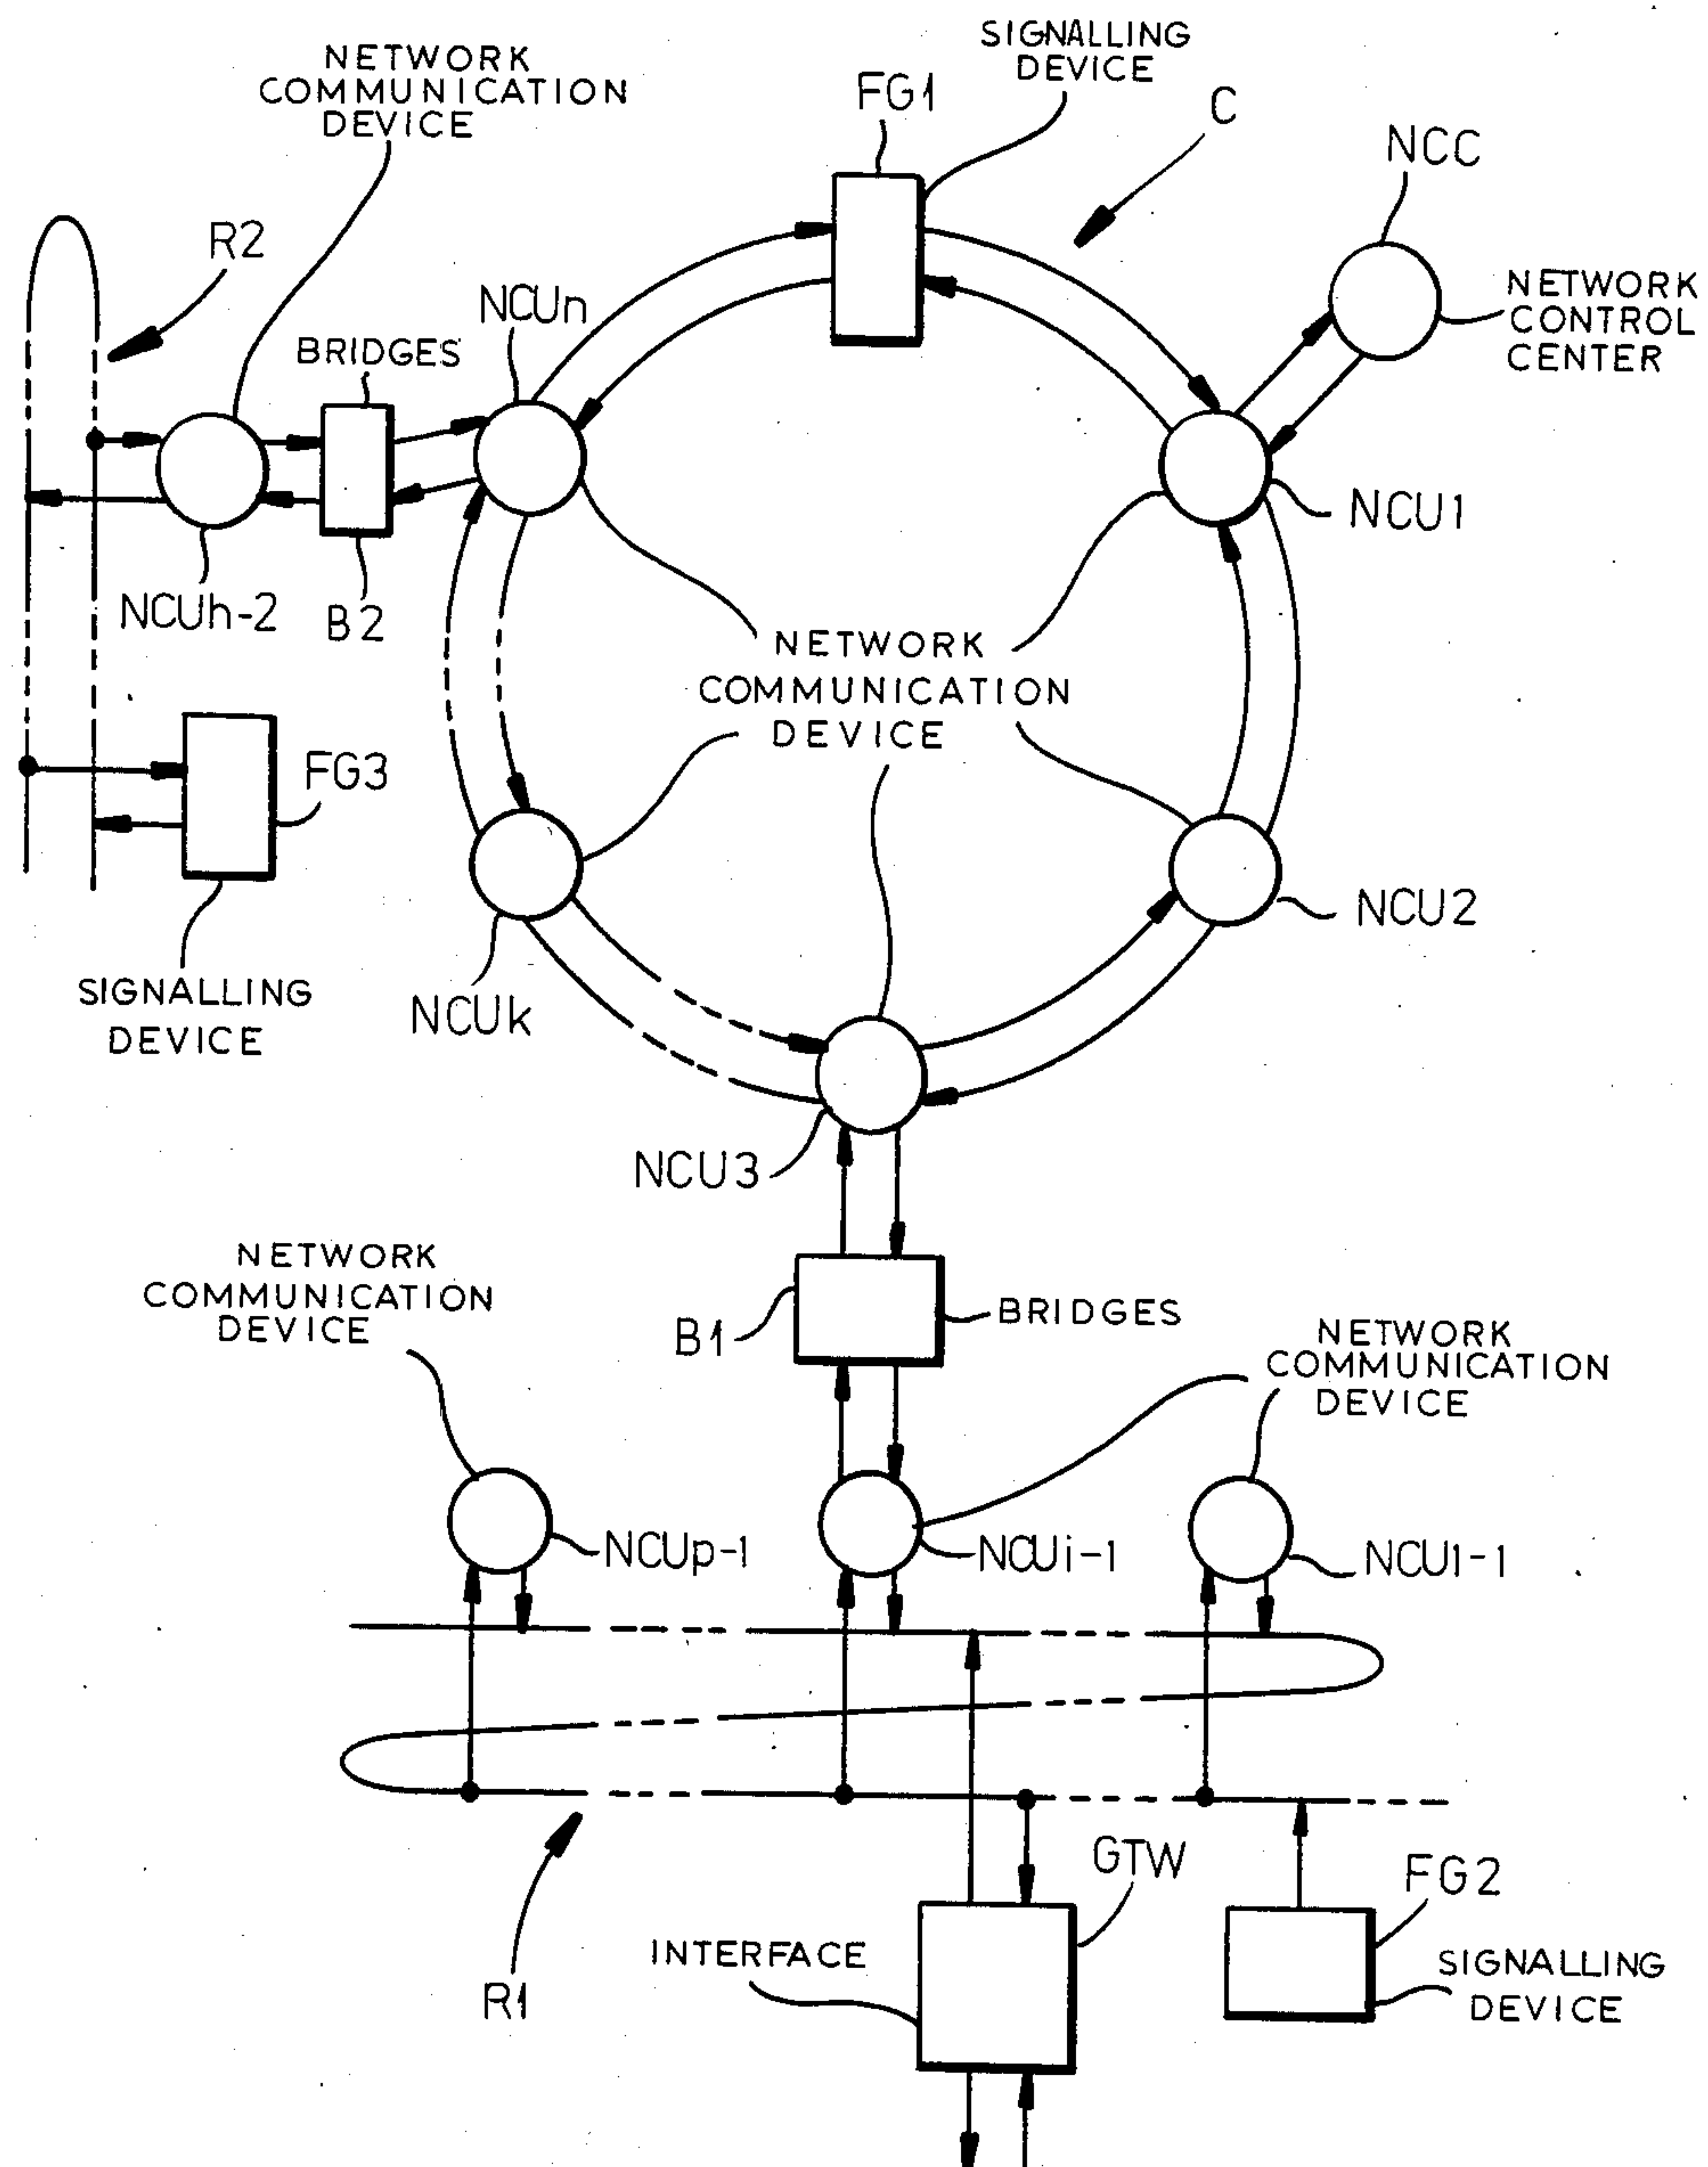 NETWORK
COMMUNICATION
DEVICE
SIGNALLING
DEVICE
FG1
C
NCC
R2
NCUn
BRIDGES
NETWORK
CONTROL
CENTER
NCU1
NCUh-2
B2
NETWORK
COMMUNICATION
DEVICE
FG3
NCU2
SIGNALLING
DEVICE
NCUk
NCU3
NETWORK
COMMUNICATION
DEVICE
B1
BRIDGES
NETWORK
COMMUNICATION
DEVICE
NCUp-1
NCUi-1
NCU1-1
GTW
FG2
INTERFACE
SIGNALLING
DEVICE
R1